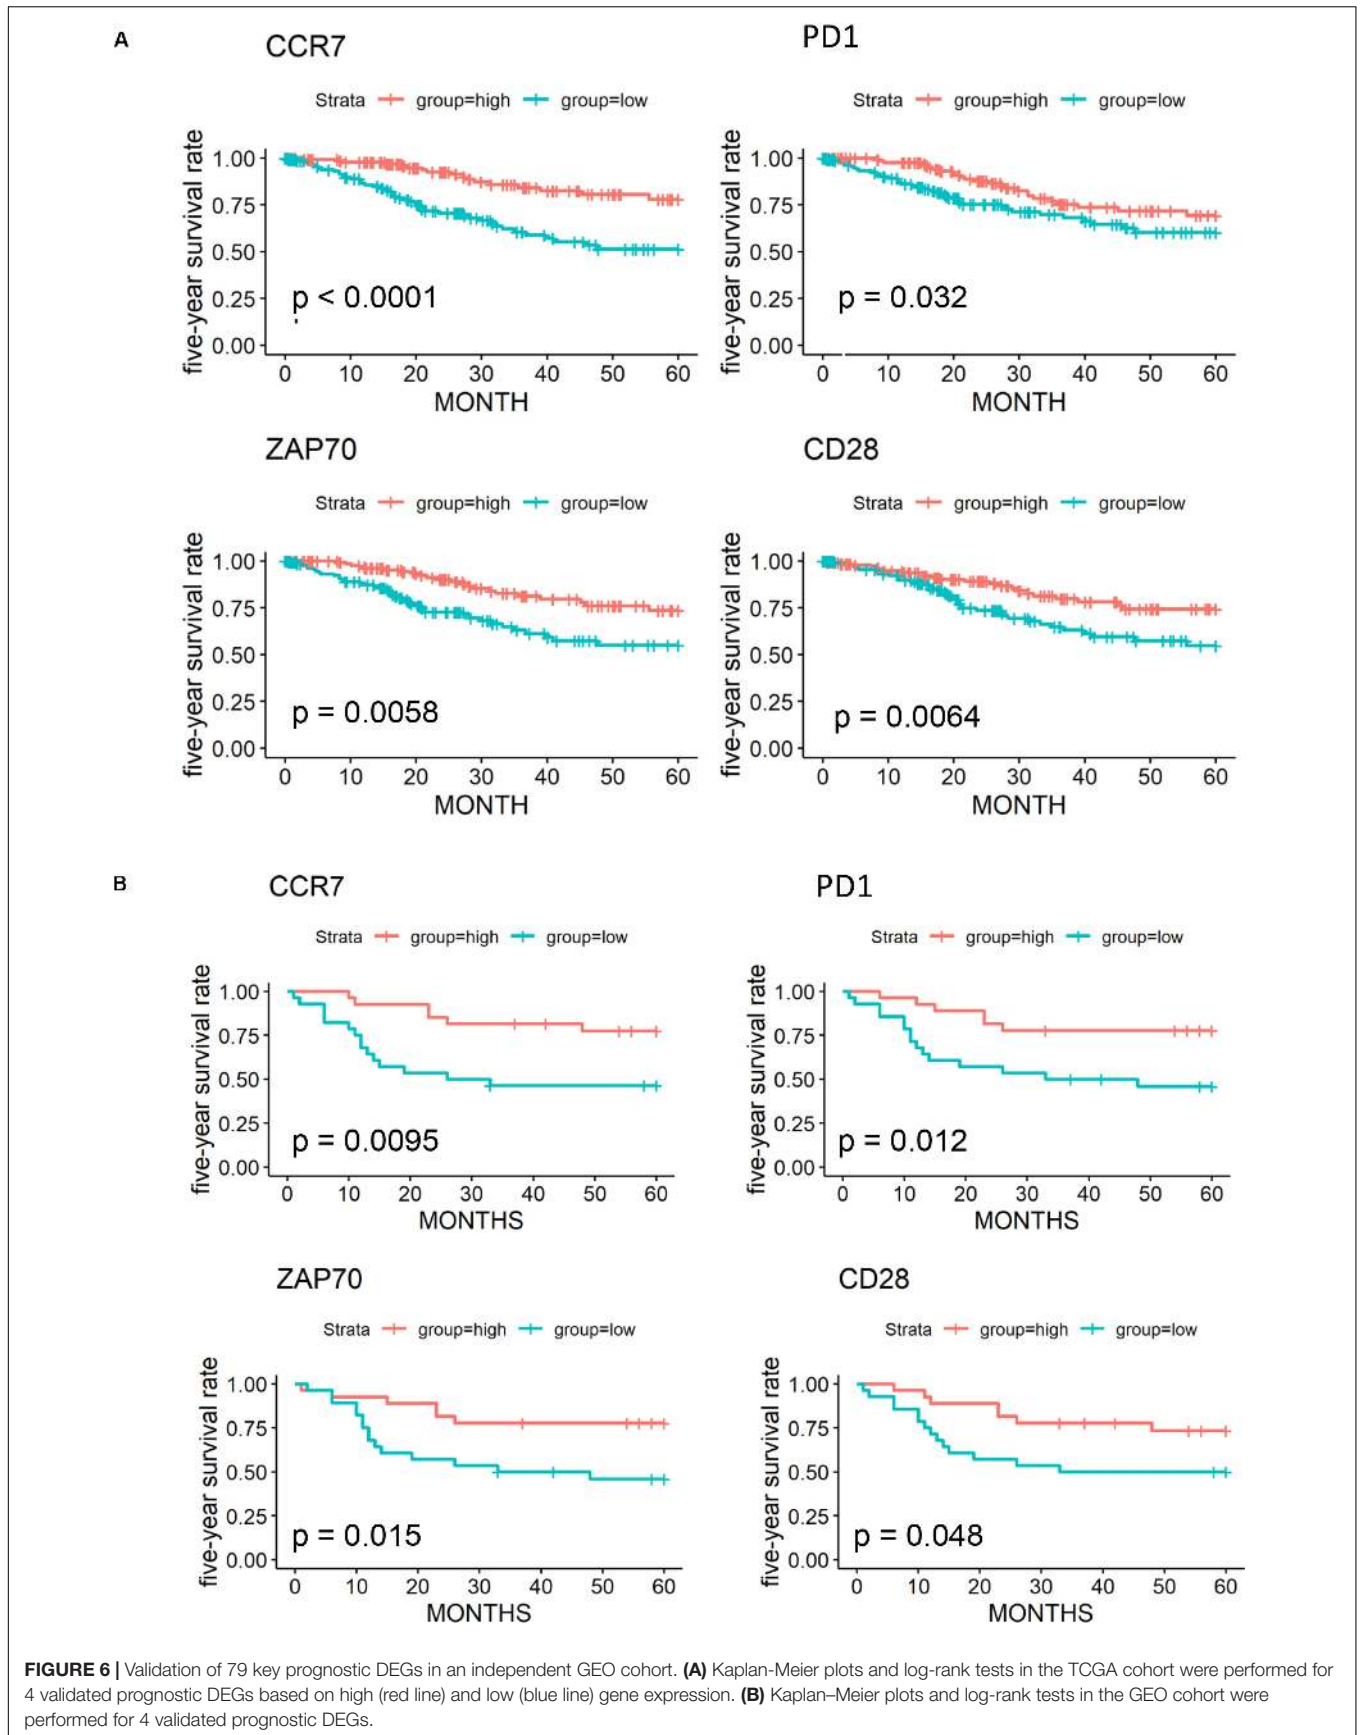 A
CCR7
Strata group=high group=low
five-year survival rate
1.00
0.75
0.50
0.25
0.00
p < 0.0001
0 10 20 30 40 50 60
MONTH
PD1
Strata group=high group=low
five-year survival rate
1.00
0.75
0.50
0.25
0.00
p = 0.032
0 10 20 30 40 50 60
MONTH
ZAP70
Strata group=high group=low
five-year survival rate
1.00
0.75
0.50
0.25
0.00
p = 0.0058
0 10 20 30 40 50 60
MONTH
CD28
Strata group=high group=low
five-year survival rate
1.00
0.75
0.50
0.25
0.00
p = 0.0064
0 10 20 30 40 50 60
MONTH
B
CCR7
Strata group=high group=low
five-year survival rate
1.00
0.75
0.50
0.25
0.00
p = 0.0095
0 10 20 30 40 50 60
MONTHS
PD1
Strata group=high group=low
five-year survival rate
1.00
0.75
0.50
0.25
0.00
p = 0.012
0 10 20 30 40 50 60
MONTHS
ZAP70
Strata group=high group=low
five-year survival rate
1.00
0.75
0.50
0.25
0.00
p = 0.015
0 10 20 30 40 50 60
MONTHS
CD28
Strata group=high group=low
five-year survival rate
1.00
0.75
0.50
0.25
0.00
p = 0.048
0 10 20 30 40 50 60
MONTHS
FIGURE 6 | Validation of 79 key prognostic DEGs in an independent GEO cohort. (A) Kaplan-Meier plots and log-rank tests in the TCGA cohort were performed for
4 validated prognostic DEGs based on high (red line) and low (blue line) gene expression. (B) Kaplan–Meier plots and log-rank tests in the GEO cohort were
performed for 4 validated prognostic DEGs.